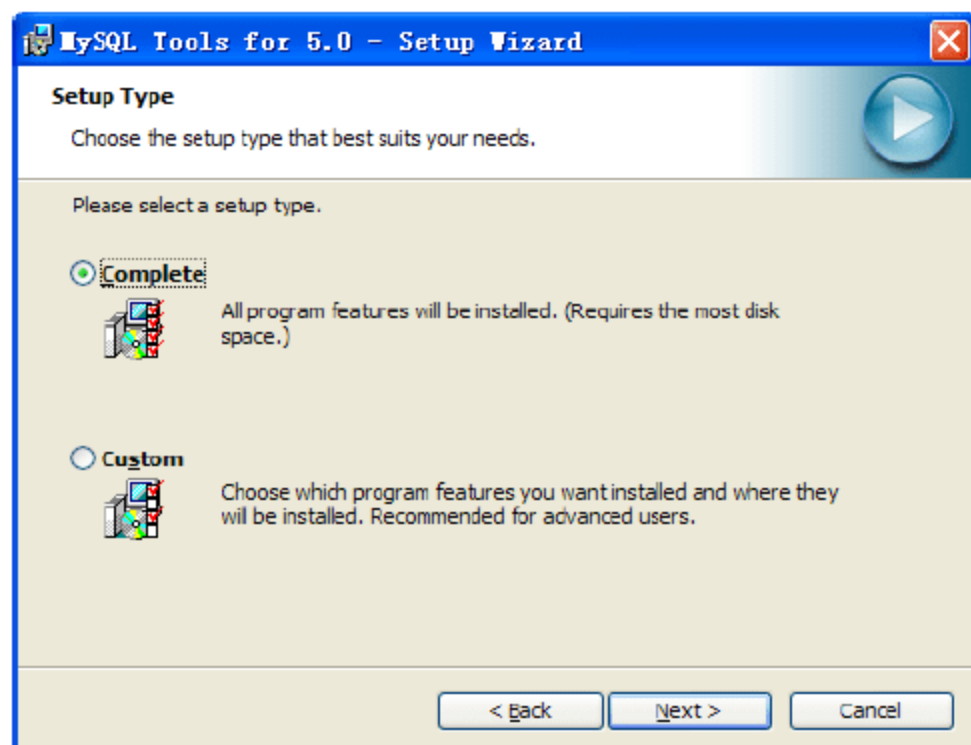 MySQL Tools for 5.0 - Setup Wizard
Setup Type
Choose the setup type that best suits your needs.
Please select a setup type.
Complete
All program features will be installed. (Requires the most disk
space.)
Custom
Choose which program features you want installed and where they
will be installed. Recommended for advanced users.
< Back
Next >
Cancel